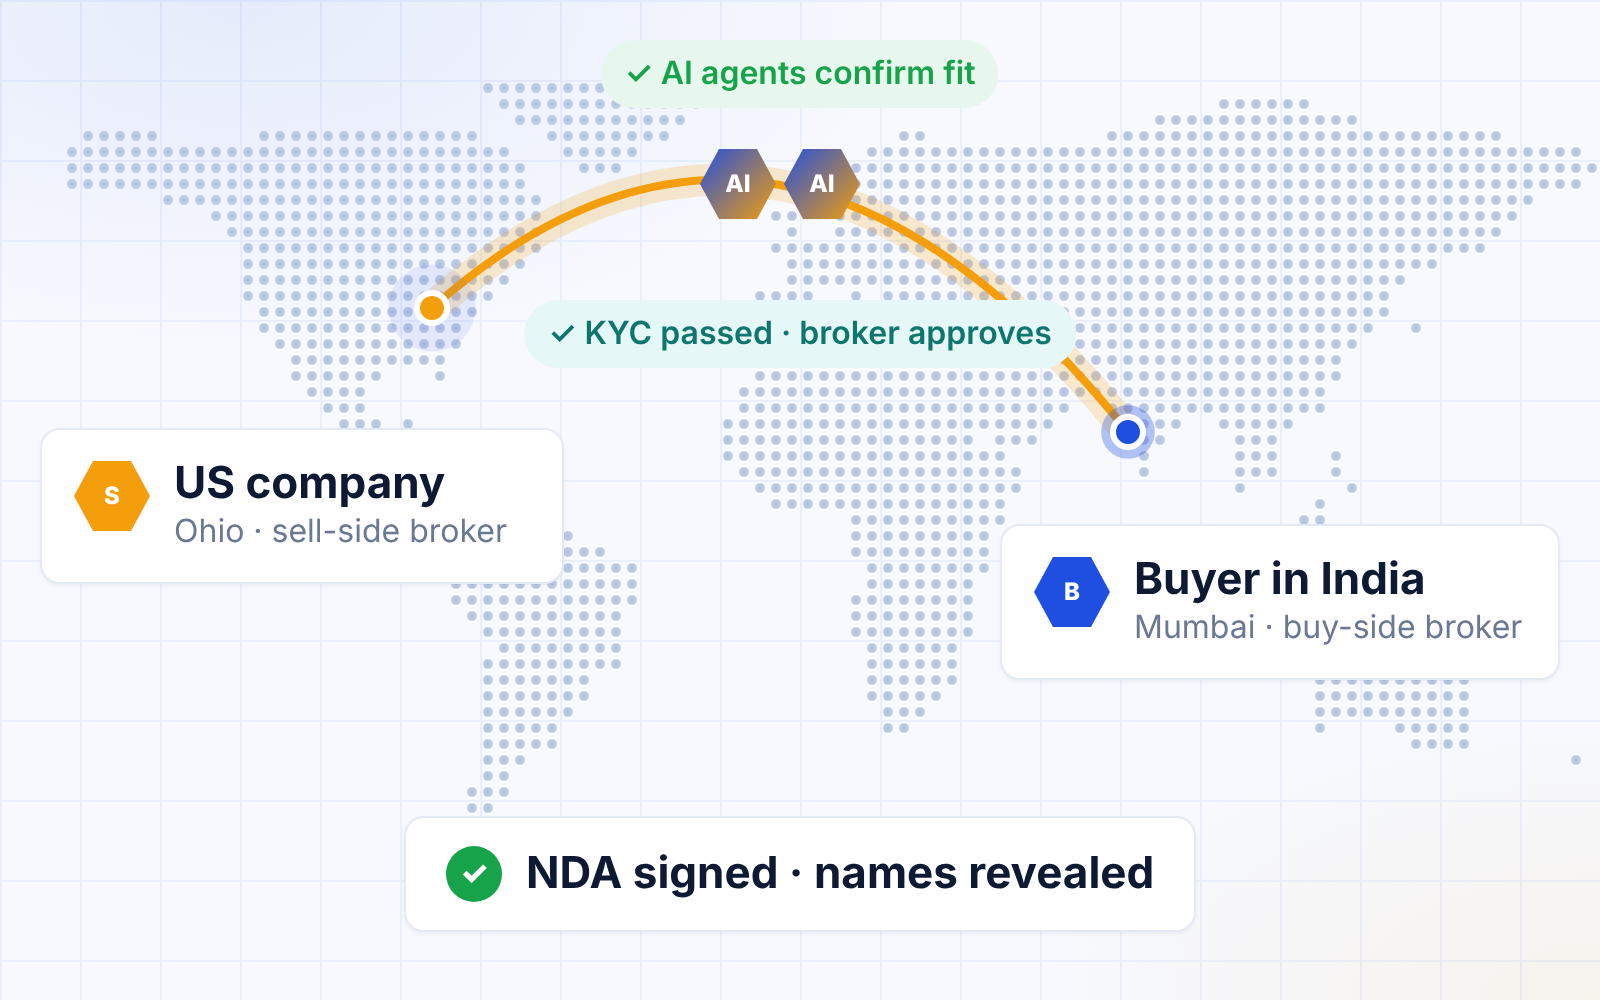 ✓ AI agents confirm fit
AI AI
✓ KYC passed · broker approves
S
US company
Ohio · sell-side broker
B
Buyer in India
Mumbai · buy-side broker
✓ NDA signed · names revealed